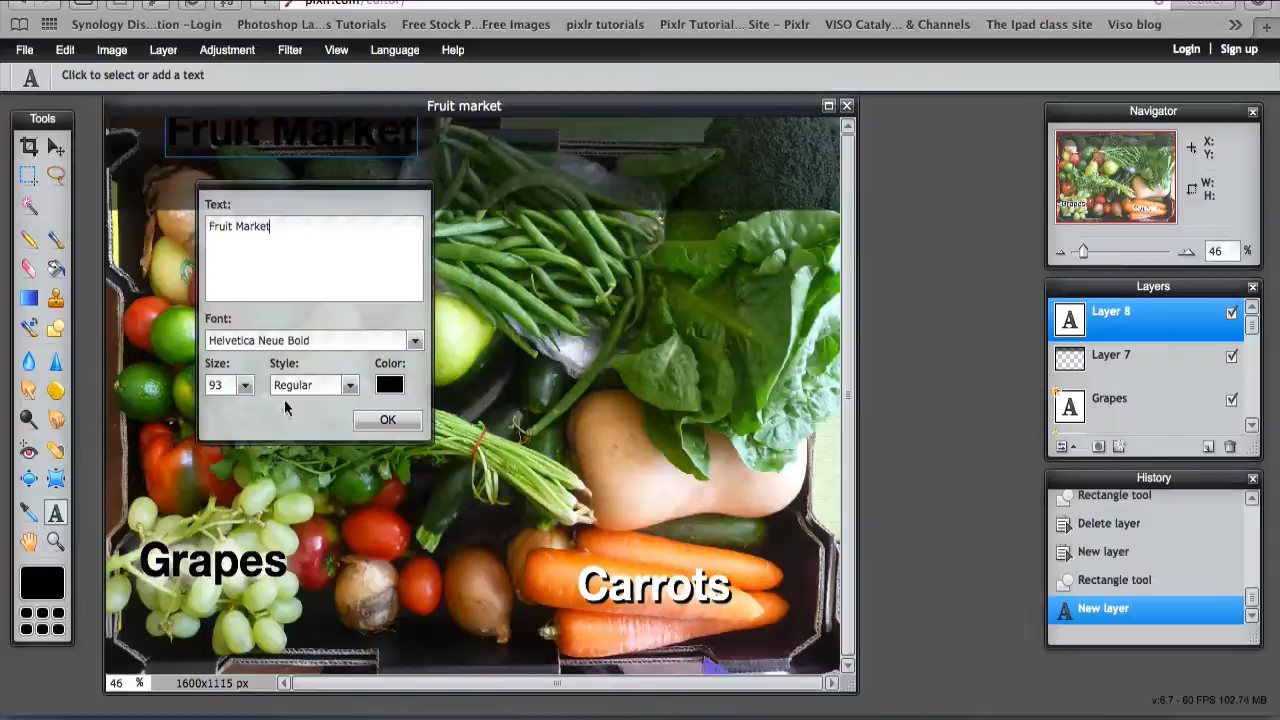 pixlr.com/editor/
Synology Dis...tion -Login Photoshop La...s Tutorials Free Stock P...Free Images pixlr tutorials Pixlr Tutorial... Site - Pixlr VISO Cataly... & Channels The Ipad class site Viso blog
File Edit Image Layer Adjustment Filter View Language Help Login | Sign up
A Click to select or add a text
Tools
Fruit market
Navigator
Fruit Market
X:
Y:
W:
H:
Grapes
46 %
Text:
Fruit Market
Font:
Helvetica Neue Bold
Size: Style: Color:
93 Regular
OK
Layers
A Layer 8
Layer 7
A Grapes
History
Rectangle tool
Delete layer
New layer
Rectangle tool
A New layer
A
Grapes
Carrots
46 % 1600x1115 px
v:6.7 - 60 FPS 102.74 MB